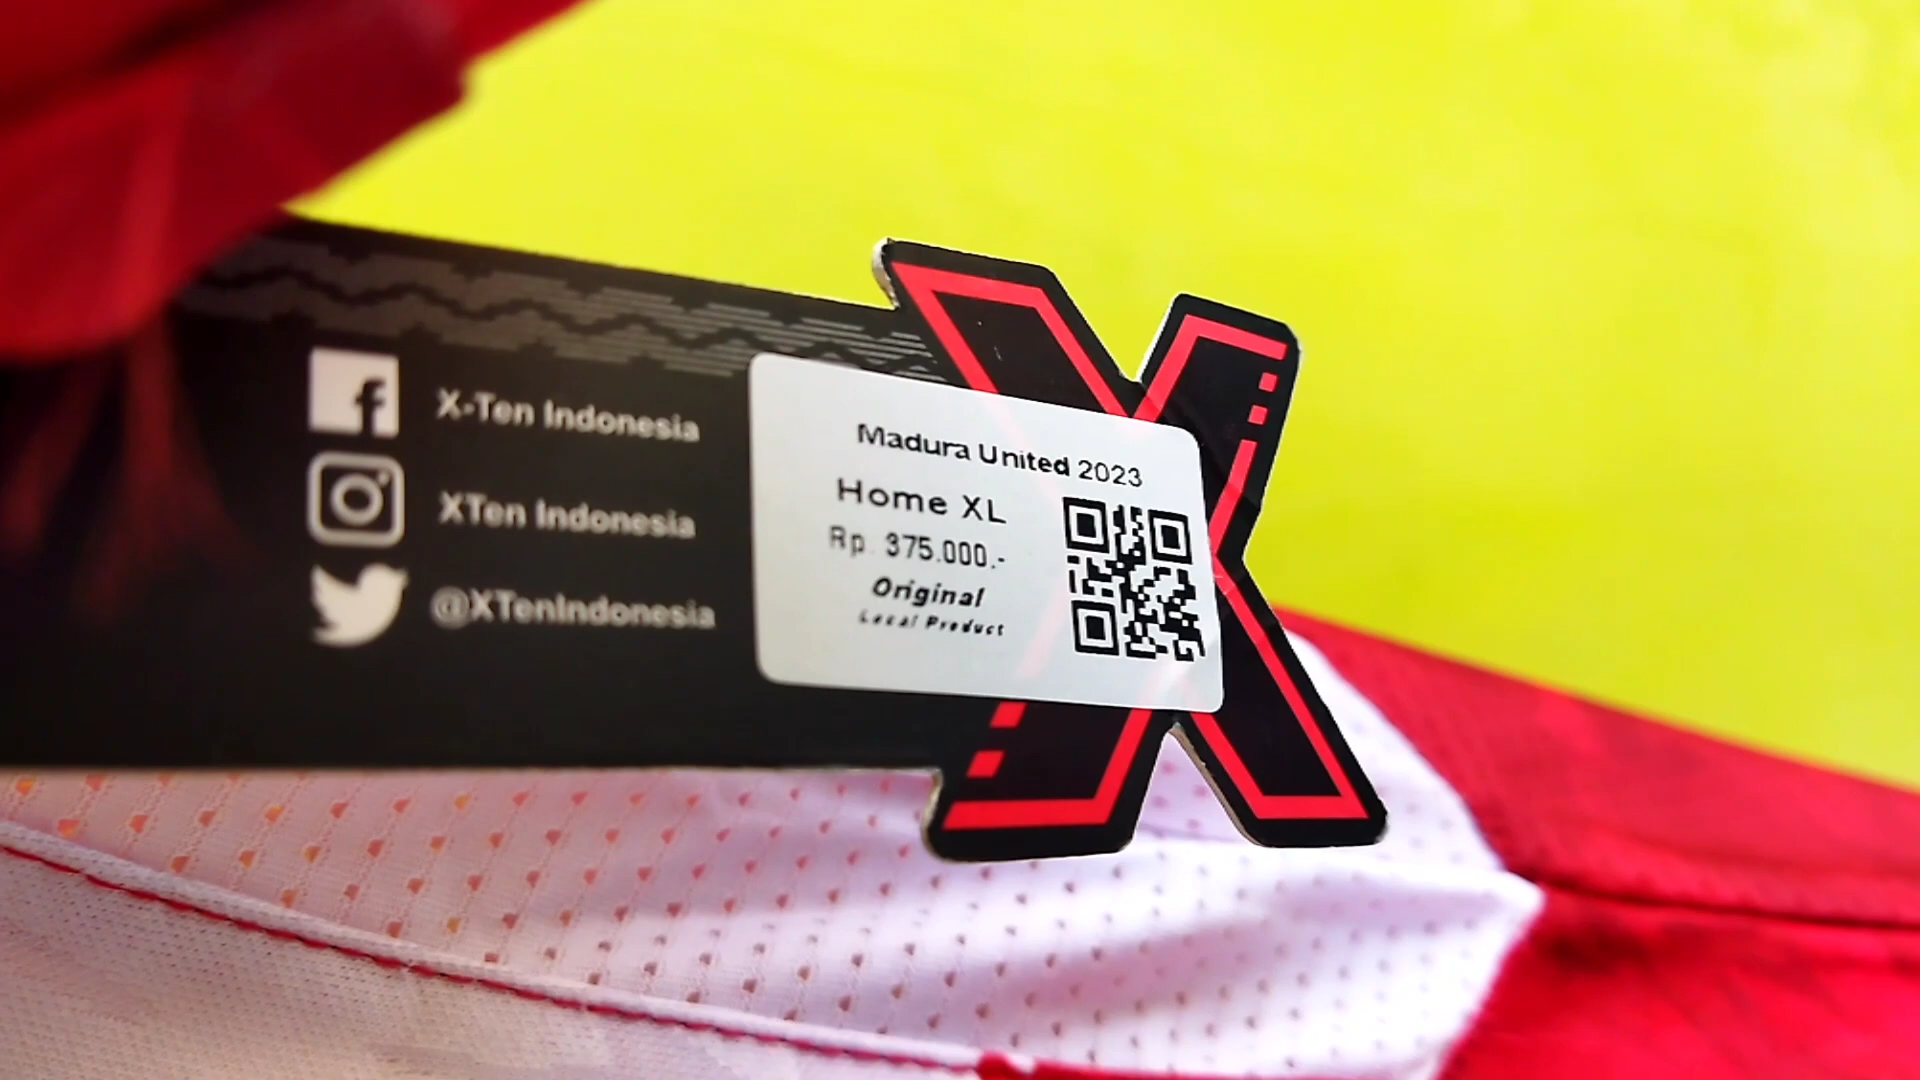 X-Ten Indonesia
XTen Indonesia
@XTenIndonesia
Madura United 2023
Home XL
Rp. 375.000.-
Original
Local Product